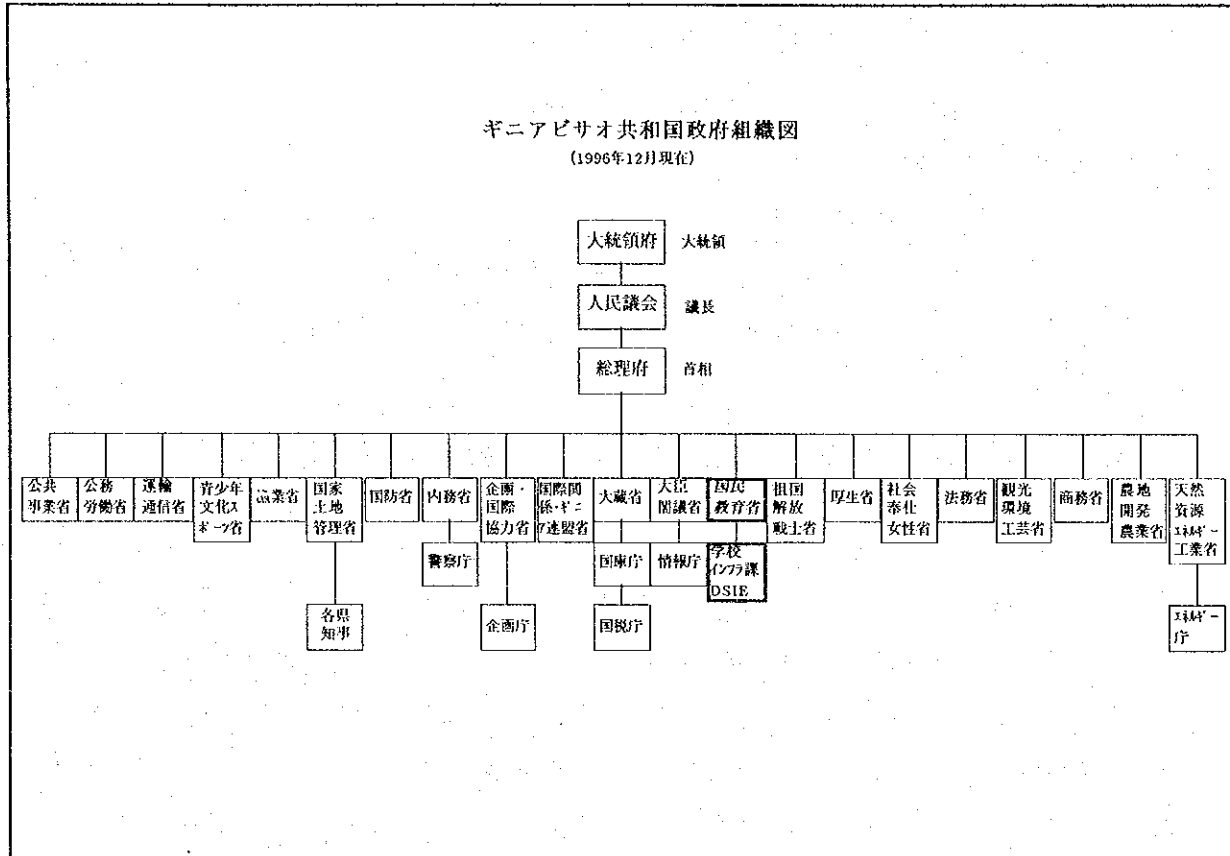 ギニアビサオ共和国政府組織図
(1996年12月現在)
大統領府 大統領
人民議会 議長
総理府 首相
公共
事業省
公務
労働省
運輸
通信省
青少年
文化ス
ポーツ省
漁業省
国家
土地
管理省
国防省
内務省
企画・
国際
協力省
国際関
係・ギニ
ア連盟省
大蔵省
大臣
閣議省
国民
教育省
祖国
解放
戦士省
厚生省
社会
奉仕
女性省
法務省
観光
環境
工芸省
商務省
農地
開発
農業省
天然
資源
エネルギー
工業省
警察庁
国庫庁
情報庁
学校
インフラ課
DSIE
各県
知事
企画庁
国税庁
エネルギー
庁